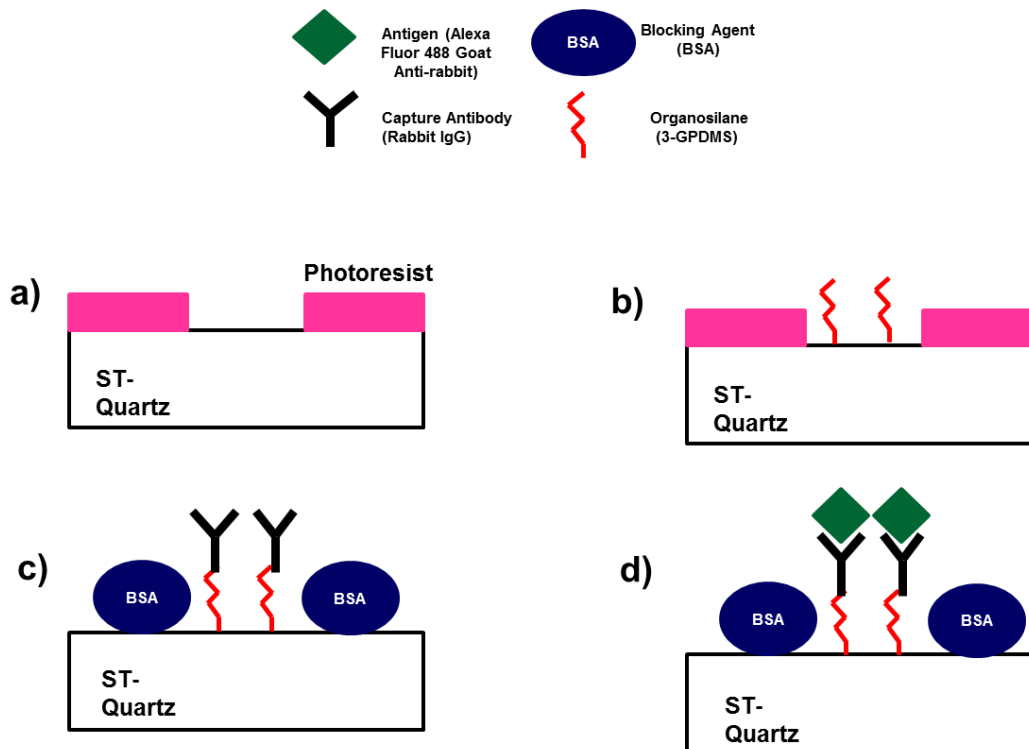 Antigen (Alexa
Fluor 488 Goat
Anti-rabbit)
BSA
Blocking Agent
(BSA)
Capture Antibody
(Rabbit IgG)
Organosilane
(3-GPDMS)
a)
Photoresist
ST-
Quartz
b)
ST-
Quartz
c)
BSA
BSA
ST-
Quartz
d)
BSA
BSA
ST-
Quartz